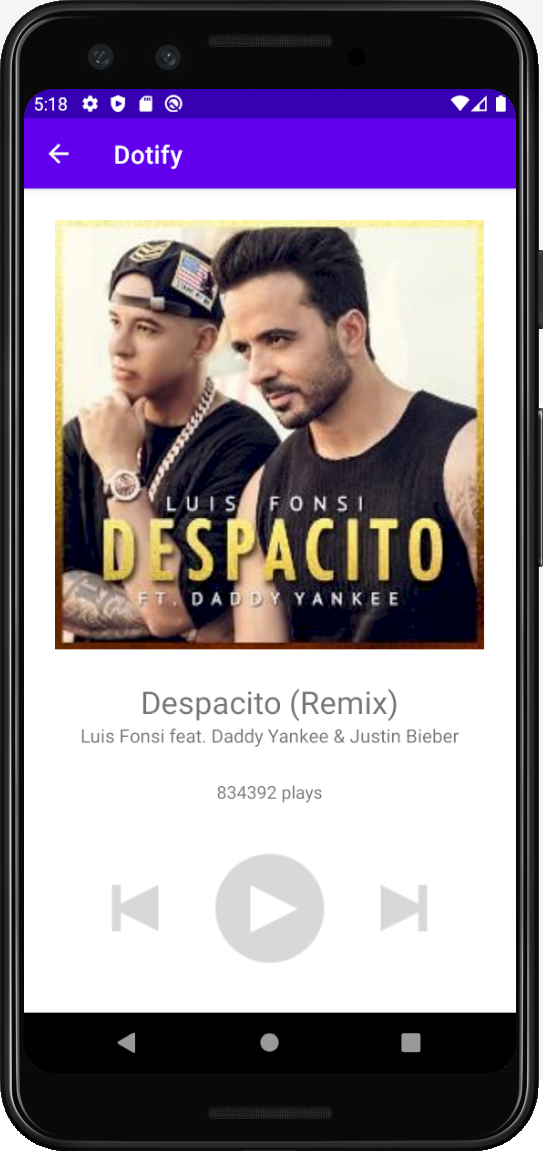 5:18
Dotify
LUIS FONSI
DESPACITO
FT. DADDY YANKEE
Despacito (Remix)
Luis Fonsi feat. Daddy Yankee & Justin Bieber
834392 plays